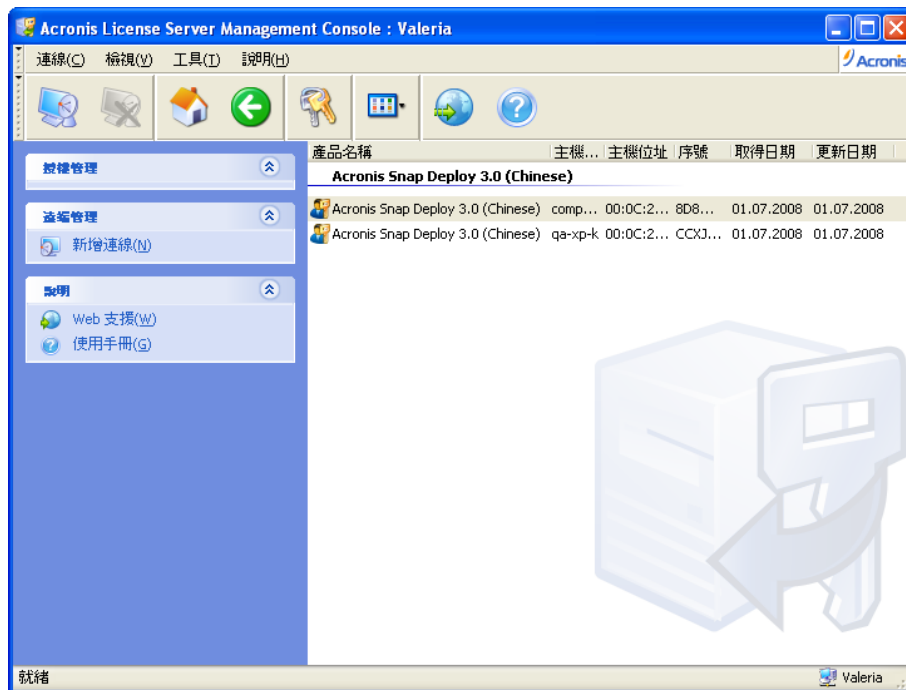 Acronis License Server Management Console : Valeria
連線(C) 檢視(V) 工具(T) 說明(H)
Acronis
產品名稱 主機... 主機位址 序號 取得日期 更新日期
授權管理
Acronis Snap Deploy 3.0 (Chinese)
Acronis Snap Deploy 3.0 (Chinese) comp... 00:0C:2... 8D8... 01.07.2008 01.07.2008
遠端管理
Acronis Snap Deploy 3.0 (Chinese) qa-xp-k 00:0C:2... CCXJ... 01.07.2008 01.07.2008
新增連線(N)
說明
Web 支援(W)
使用手冊(G)
就緒
Valeria